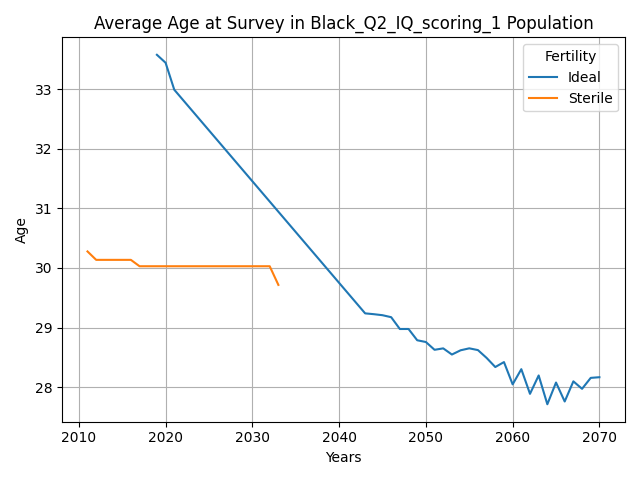 Average Age at Survey in Black_Q2_IQ_scoring_1 Population
Fertility
Ideal
Sterile
Age
33
32
31
30
29
28
2010
2020
2030
2040
2050
2060
2070
Years